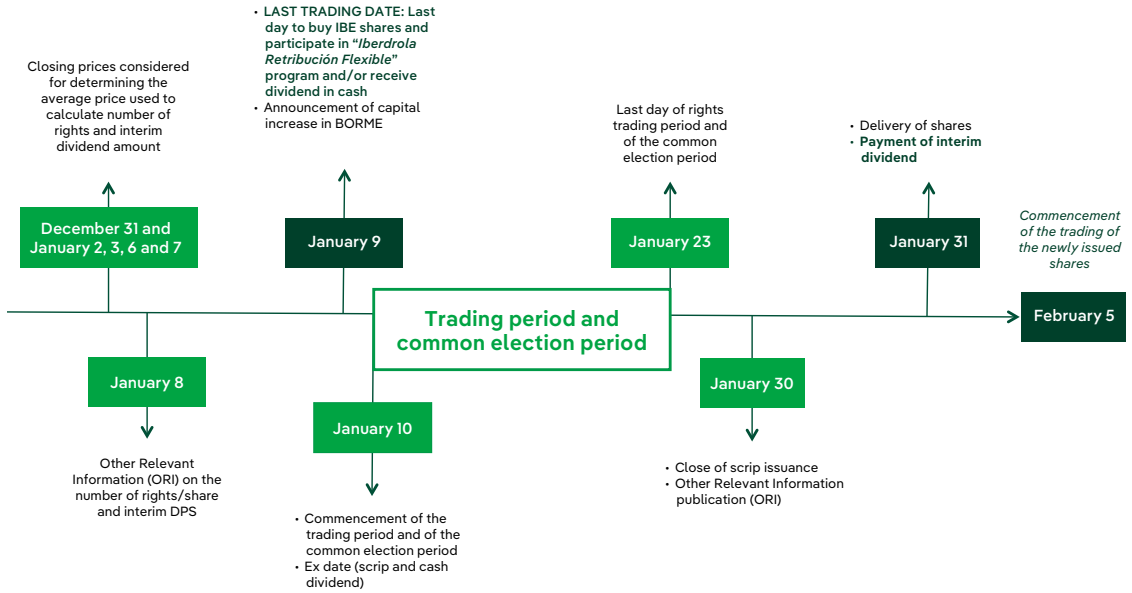 Closing prices considered
for determining the
average price used to
calculate number of
rights and interim
dividend amount
December 31 and
January 2, 3, 6 and 7
January 8
Other Relevant
Information (ORI) on the
number of rights/share
and interim DPS
• LAST TRADING DATE: Last
day to buy IBE shares and
participate in “Iberdrola
Retribución Flexible”
program and/or receive
dividend in cash
• Announcement of capital
increase in BORME
January 9
January 10
• Commencement of the
trading period and of the
common election period
• Ex date (scrip and cash
dividend)
Trading period and
common election period
Last day of rights
trading period and
of the common
election period
January 23
January 30
• Close of scrip issuance
• Other Relevant Information
publication (ORI)
• Delivery of shares
• Payment of interim
dividend
January 31
Commencement
of the trading of
the newly issued
shares
February 5